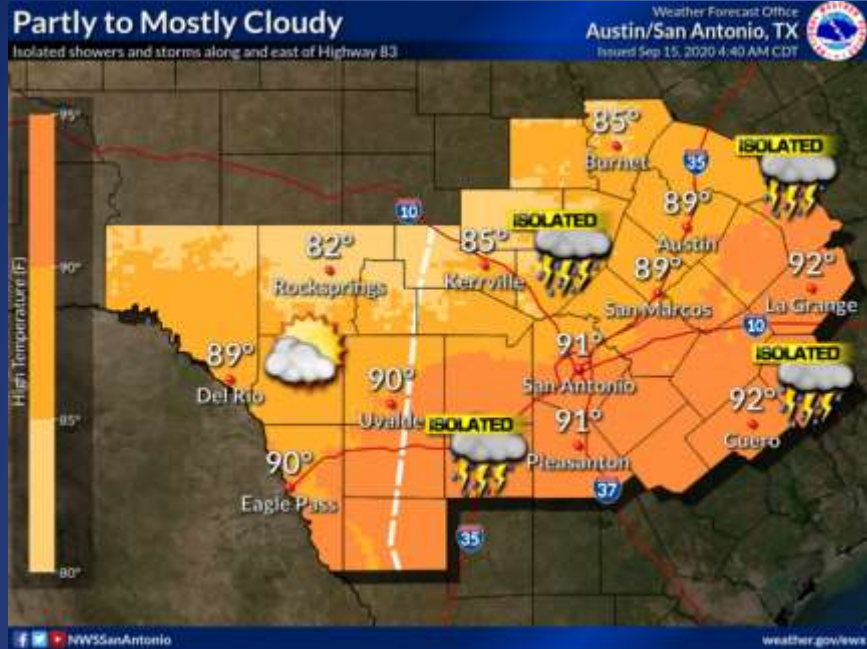 Partly to Mostly Cloudy
Isolated showers and storms along and east of Highway 83
Weather Forecast Office
Austin/San Antonio, TX
Issued Sep 15, 2020 4:40 AM CDT
95°
90°
85°
80°
High Temperature (F)
85°
Burnet
35
ISOLATED
10
ISOLATED
89°
Austin
82°
Rocksprings
85°
Kerrville
89°
San Marcos
92°
La Grange
10
89°
Del Rio
91°
San Antonio
ISOLATED
90°
Uvalde
ISOLATED
91°
Pleasanton
92°
Cuero
90°
Eagle Pass
37
35
NWSSanAntonio
weather.gov/ewx